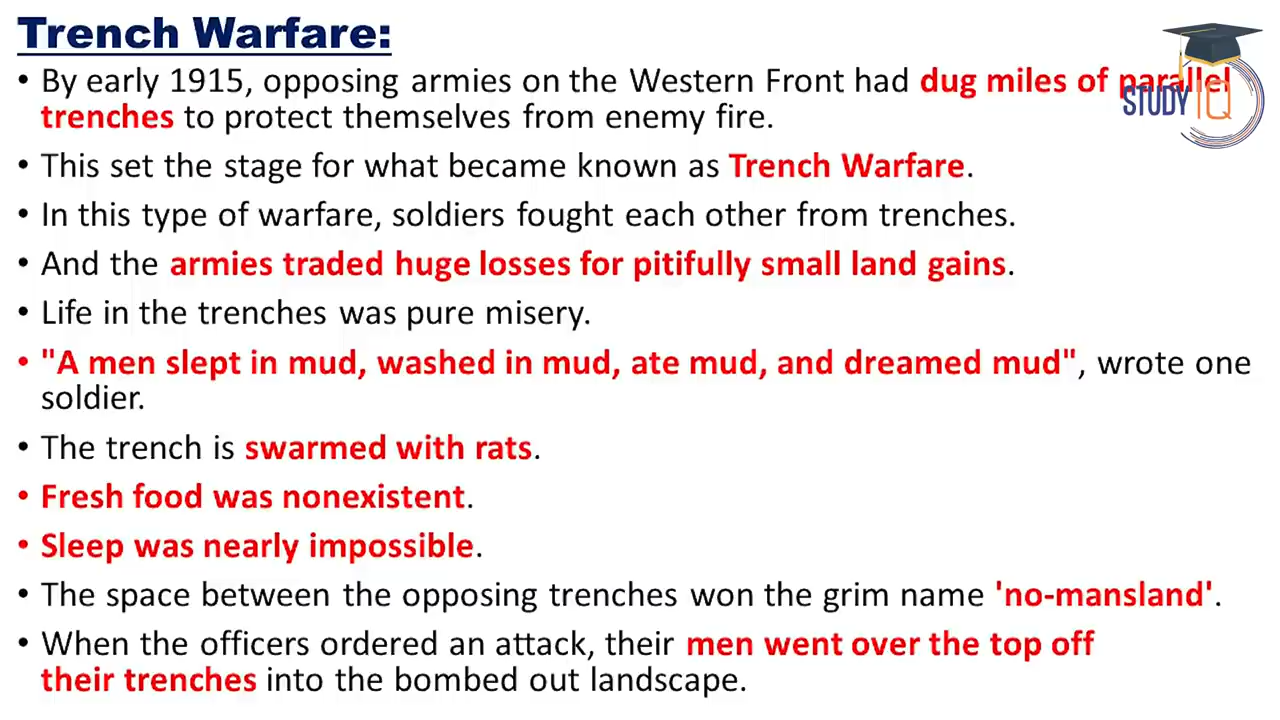 Trench Warfare:
• By early 1915, opposing armies on the Western Front had dug miles of parallel
trenches to protect themselves from enemy fire.
• This set the stage for what became known as Trench Warfare.
• In this type of warfare, soldiers fought each other from trenches.
• And the armies traded huge losses for pitifully small land gains.
• Life in the trenches was pure misery.
• "A men slept in mud, washed in mud, ate mud, and dreamed mud", wrote one
soldier.
• The trench is swarmed with rats.
• Fresh food was nonexistent.
• Sleep was nearly impossible.
• The space between the opposing trenches won the grim name 'no-mansland'.
• When the officers ordered an attack, their men went over the top off
their trenches into the bombed out landscape.
STUDY IQ